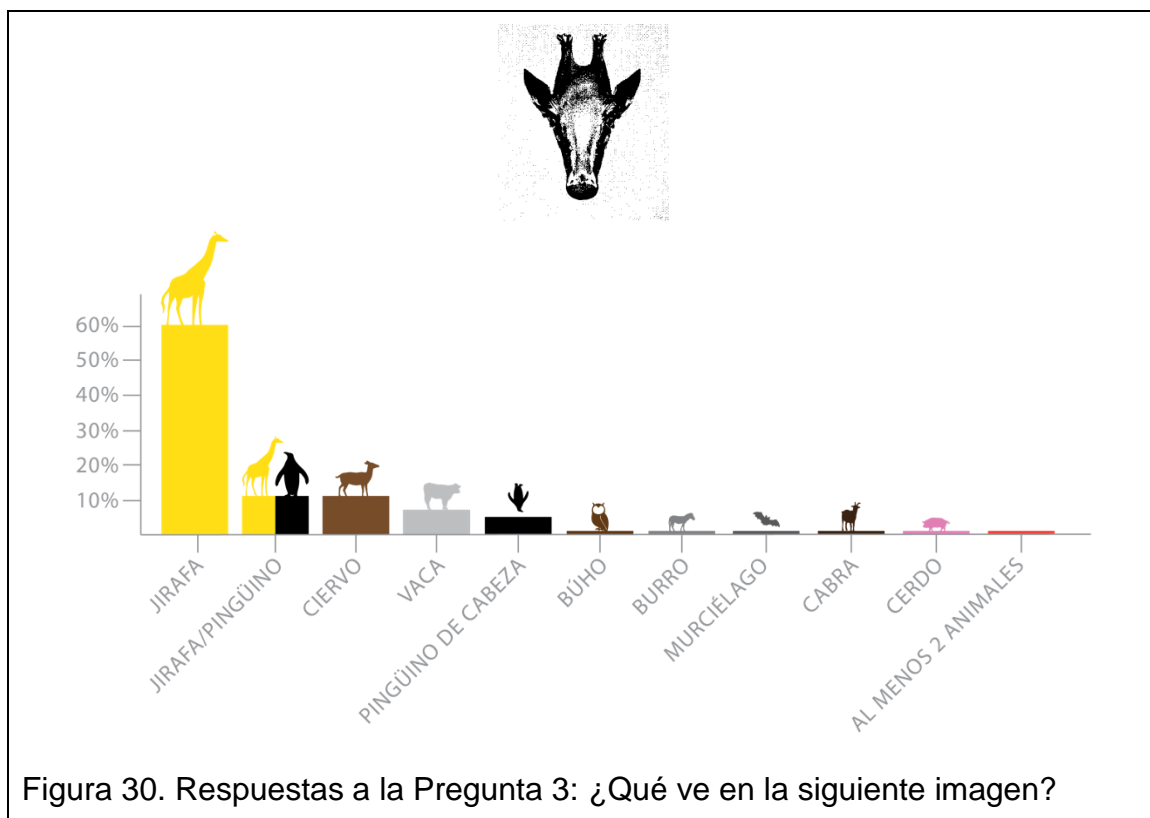 60%
50%
40%
30%
20%
10%
JIRAFA
JIRAFA/PINGÜINO
CIERVO
VACA
PINGÜINO DE CABEZA
BÚHO
BURRO
MURCIÉLAGO
CABRA
CERDO
AL MENOS 2 ANIMALES
Figura 30. Respuestas a la Pregunta 3: ¿Qué ve en la siguiente imagen?